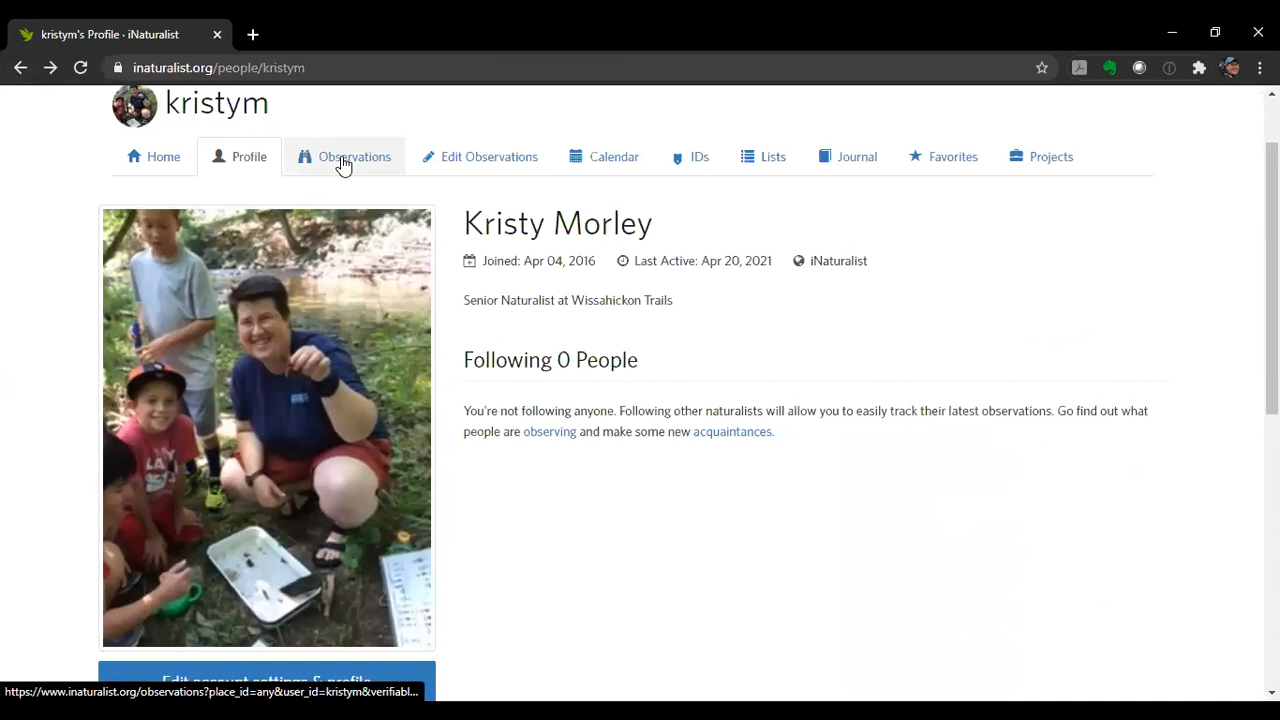 kristym's Profile · iNaturalist
inaturalist.org/people/kristym
kristym
Home Profile Observations Edit Observations Calendar IDs Lists Journal Favorites Projects
Kristy Morley
Joined: Apr 04, 2016 Last Active: Apr 20, 2021 iNaturalist
Senior Naturalist at Wissahickon Trails
Following 0 People
You're not following anyone. Following other naturalists will allow you to easily track their latest observations. Go find out what
people are observing and make some new acquaintances.
Edit account settings & profile
https://www.inaturalist.org/observations?place_id=any&user_id=kristym&verifiabl...